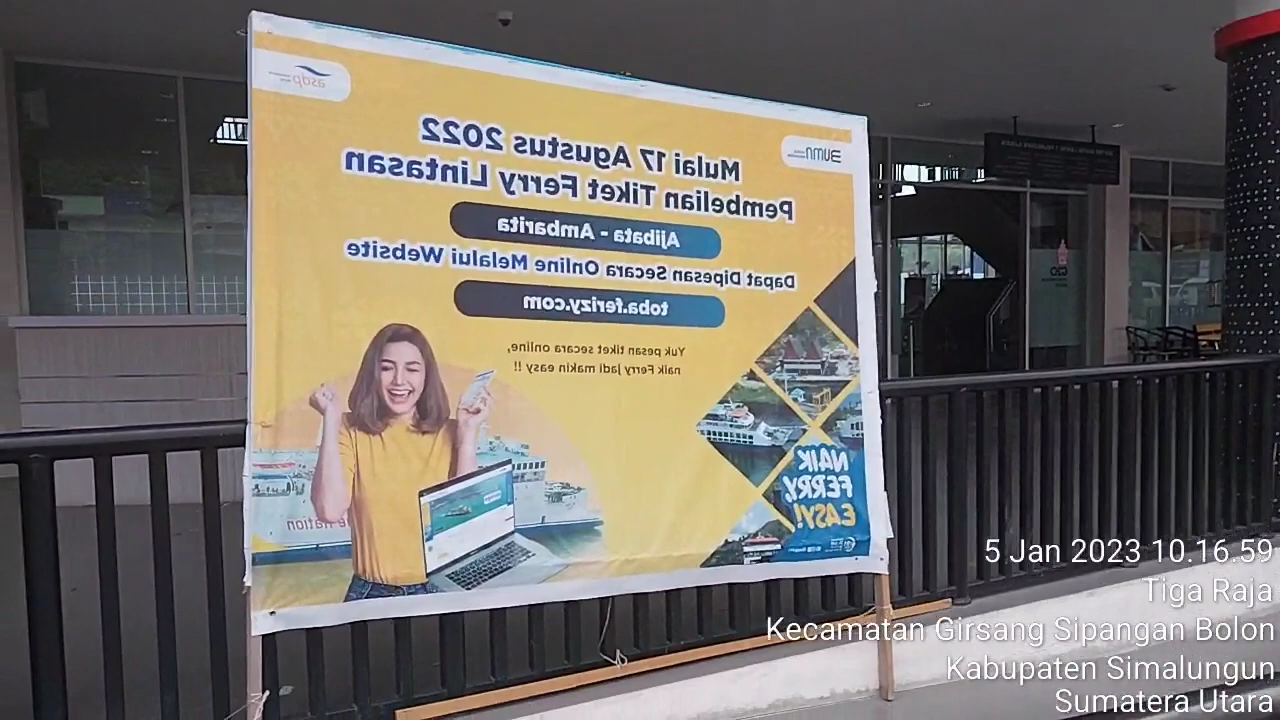 asdp
BUMN
Mulai 17 Agustus 2022
Pembelian Tiket Ferry Lintasan
Ajibata - Ambarita
Dapat Dipesan Secara Online Melalui Website
toba.ferizy.com
Yuk pesan tiket secara online,
naik Ferry jadi makin easy !!
NAIK
FERRY,
EASY!
5 Jan 2023 10.16.59
Tiga Raja
Kecamatan Girsang Sipangan Bolon
Kabupaten Simalungun
Sumatera Utara